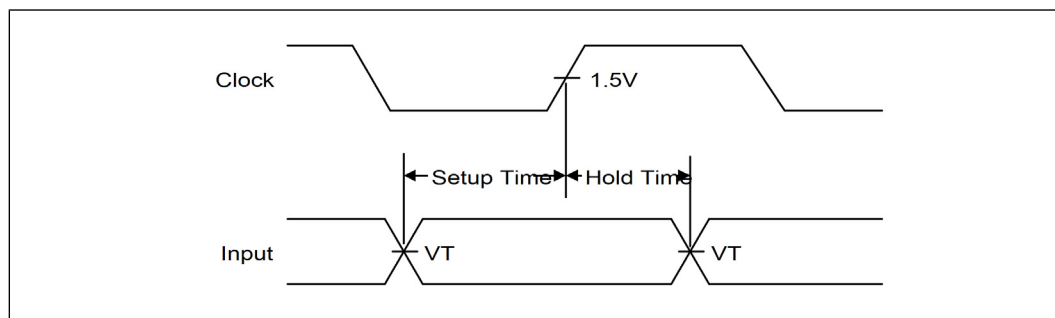 Clock
1.5V
Setup Time
Hold Time
Input
VT
VT